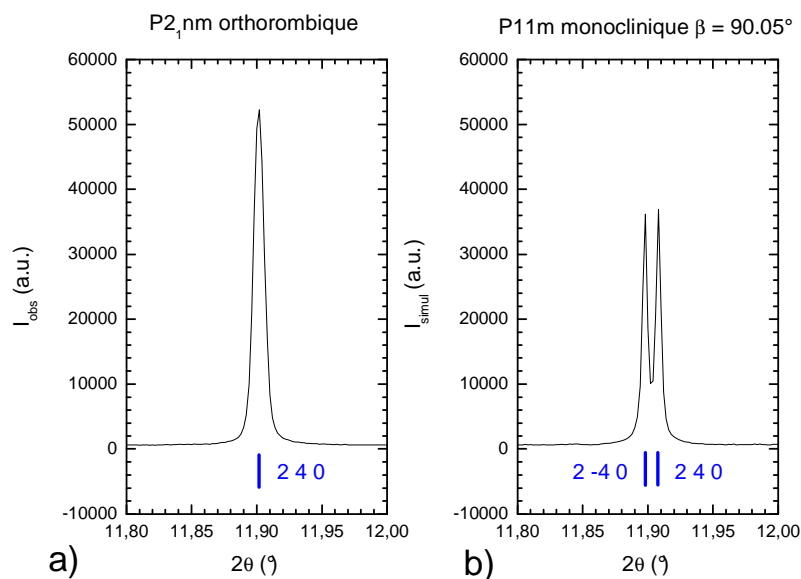 P2₁nm orthorombique
60000
50000
40000
30000
20000
10000
0
-10000
I_obs (a.u.)
2 4 0
11,80 11,85 11,90 11,95 12,00
2θ (°)
a)
P11m monoclinique β = 90.05°
60000
50000
40000
30000
20000
10000
0
-10000
I_simul (a.u.)
2 -4 0 2 4 0
11,80 11,85 11,90 11,95 12,00
2θ (°)
b)